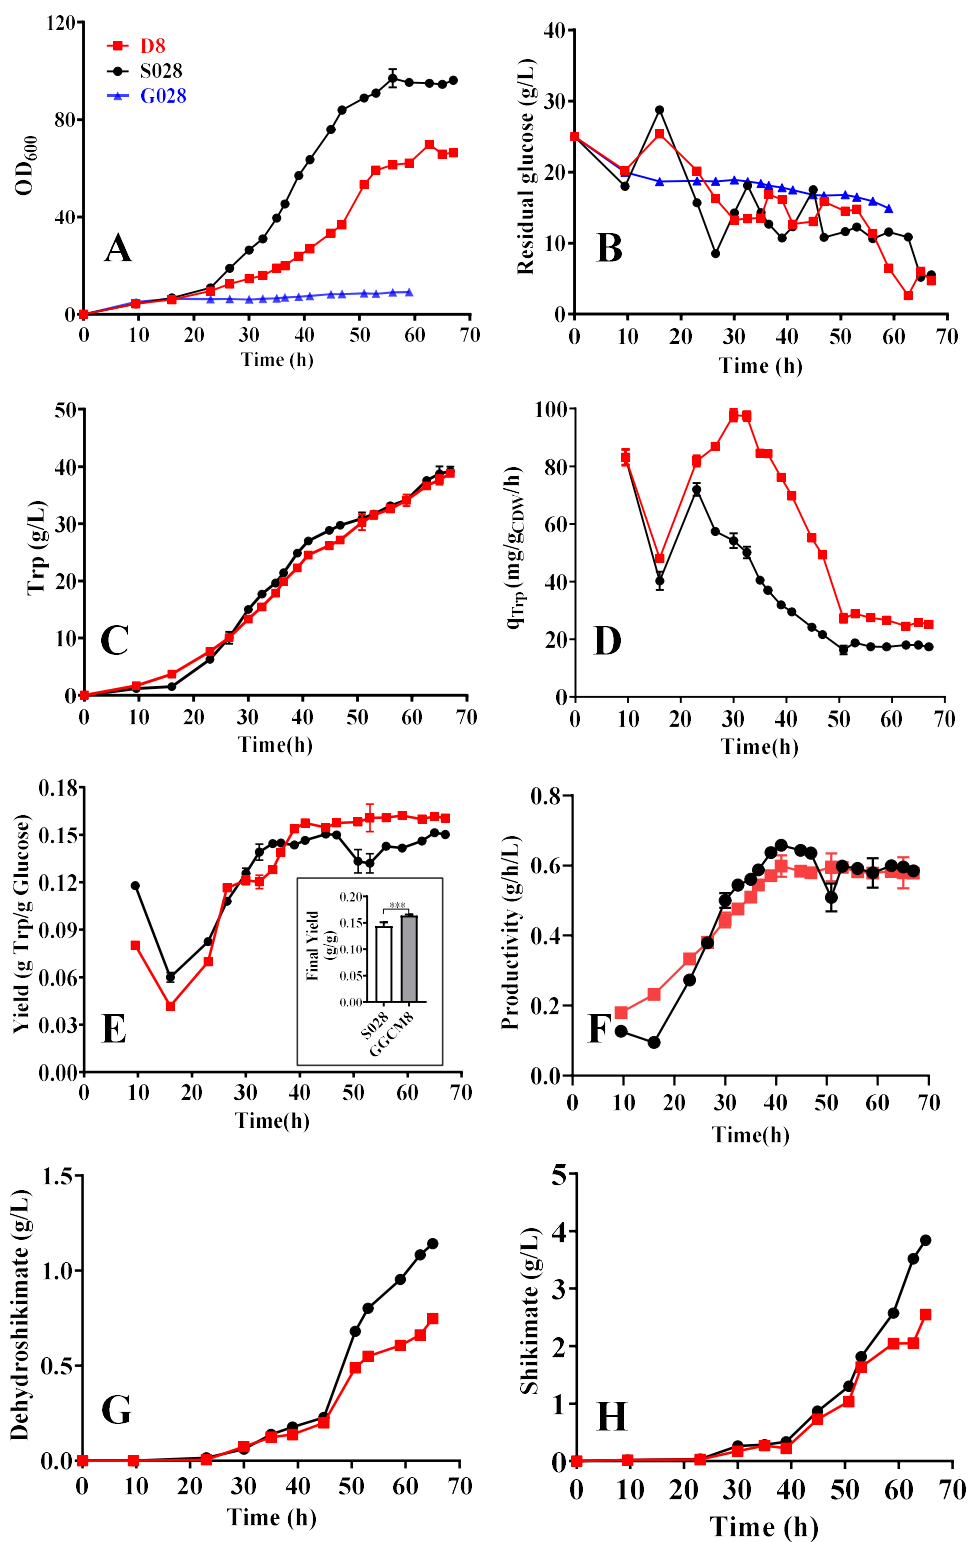 120
80
40
0
OD600
D8
S028
G028
A
0 10 20 30 40 50 60 70
Time (h)
40
30
20
10
0
Residual glucose (g/L)
B
0 10 20 30 40 50 60 70
Time (h)
50
40
30
20
10
0
Trp (g/L)
C
0 10 20 30 40 50 60 70
Time(h)
100
80
60
40
20
0
qTrp (mg/gCDW/h)
D
0 10 20 30 40 50 60 70
Time(h)
0.18
0.15
0.12
0.09
0.06
0.03
0.00
Yield (g Trp/g Glucose)
E
0.20
0.15
0.10
0.05
0.00
Final Yield
(g/g)
***
S028
GGCM8
0 10 20 30 40 50 60 70
Time(h)
0.8
0.6
0.4
0.2
0.0
Productivity (g/h/L)
F
0 10 20 30 40 50 60 70
Time(h)
1.5
1.0
0.5
0.0
Dehydroshikimate (g/L)
G
0 10 20 30 40 50 60 70
Time (h)
5
4
3
2
1
0
Shikimate (g/L)
H
0 10 20 30 40 50 60 70
Time (h)